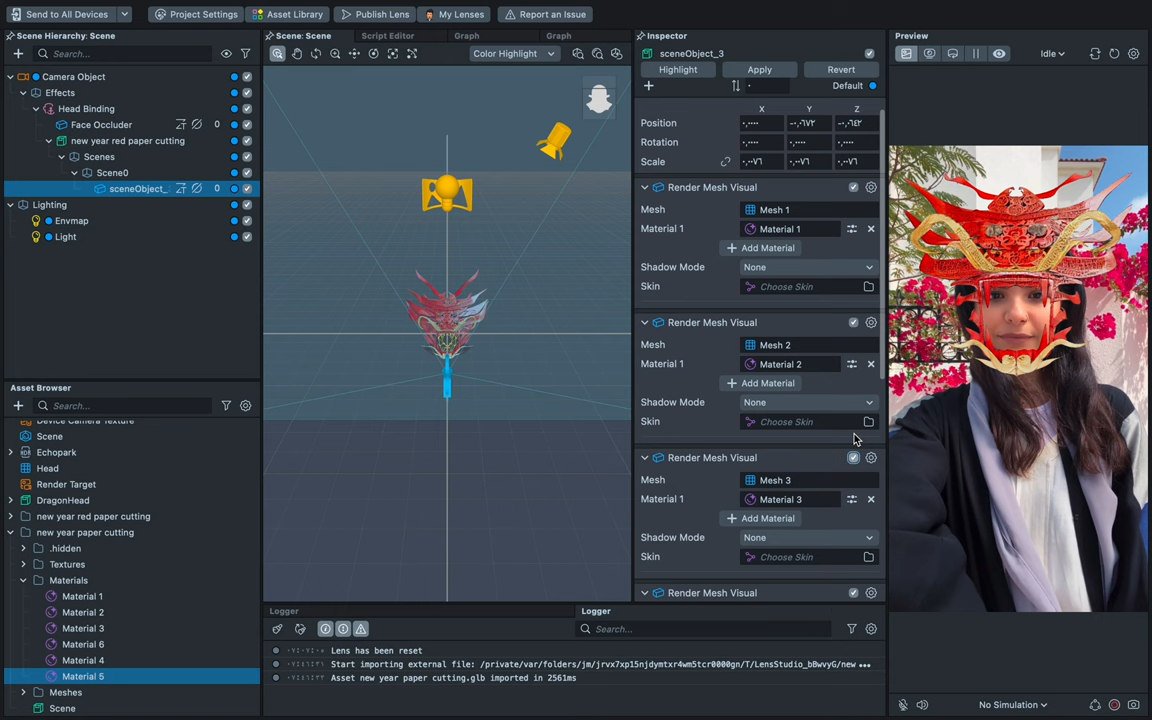 Send to All Devices
Project Settings
Asset Library
Publish Lens
My Lenses
Report an Issue
Scene Hierarchy: Scene
Search...
Camera Object
Effects
Head Binding
Face Occluder
0
new year red paper cutting
Scenes
Scene0
sceneObject_
0
Lighting
Envmap
Light
Asset Browser
Search...
Device Camera Texture
Scene
Echopark
Head
Render Target
DragonHead
new year red paper cutting
new year paper cutting
.hidden
Textures
Materials
Material 1
Material 2
Material 3
Material 6
Material 4
Material 5
Meshes
Scene
Scene: Scene
Script Editor
Graph
Graph
Color Highlight
Logger
Logger
Search...
Lens has been reset
Start importing external file: /private/var/folders/jm/jrvx7xp15njdymtxr4wm5tcr0000gn/T/LensStudio_bBwvyG/new •••
Asset new year paper cutting.glb imported in 2561ms
Inspector
sceneObject_3
Highlight
Apply
Revert
Default
X
Y
Z
Position
Rotation
Scale
Render Mesh Visual
Mesh
Mesh 1
Material 1
Material 1
Add Material
Shadow Mode
None
Skin
Choose Skin
Render Mesh Visual
Mesh
Mesh 2
Material 1
Material 2
Add Material
Shadow Mode
None
Skin
Choose Skin
Render Mesh Visual
Mesh
Mesh 3
Material 1
Material 3
Add Material
Shadow Mode
None
Skin
Choose Skin
Render Mesh Visual
Preview
Idle
No Simulation